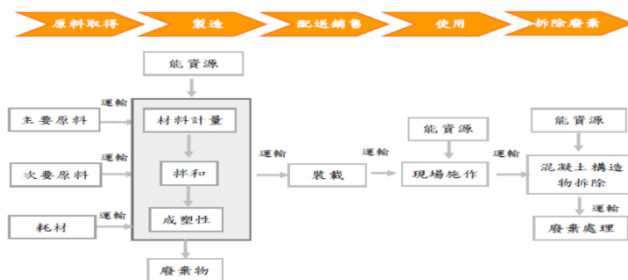 原料取得
製造
配送銷售
使用
拆除廢棄
能資源
運輸
主要原料
材料計量
能資源
能資源
運輸
次要原料
拌和
運輸
裝載
運輸
現場施作
運輸
混凝土構造
物拆除
運輸
耗材
成塑性
廢棄處理
廢棄物